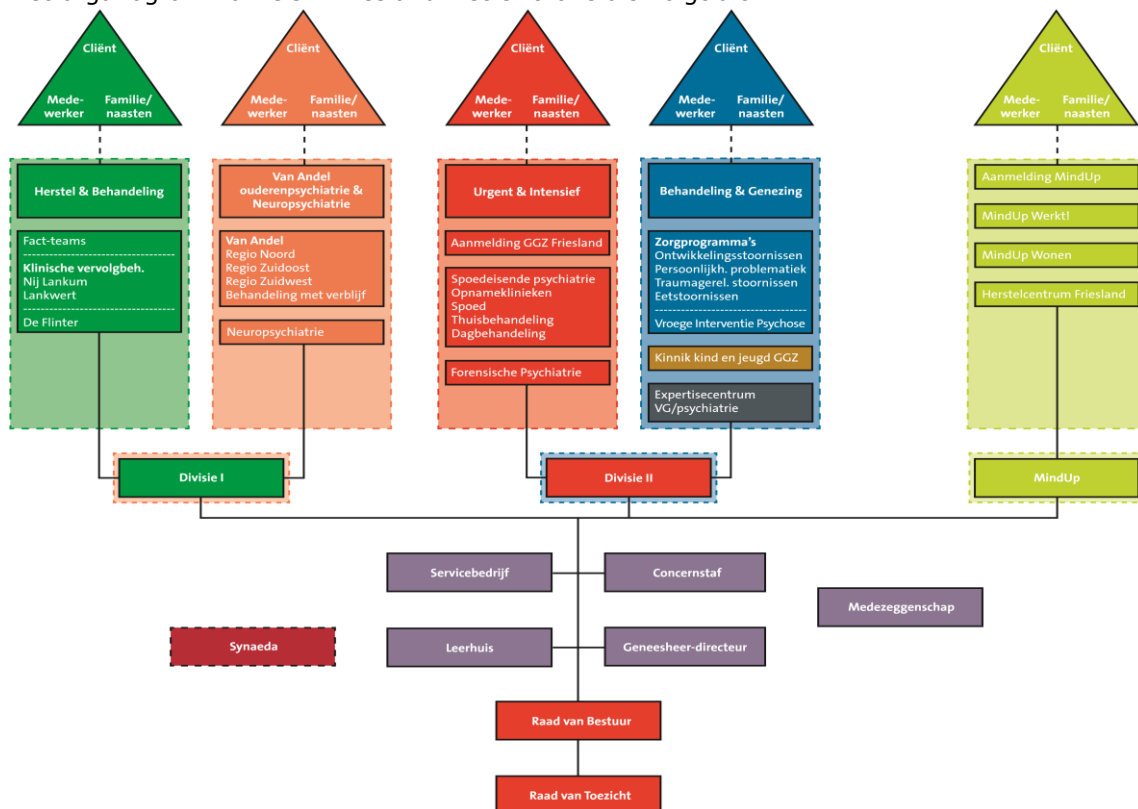 Cliënt
Mede-
werker
Familie/
naasten
Cliënt
Mede-
werker
Familie/
naasten
Cliënt
Mede-
werker
Familie/
naasten
Cliënt
Mede-
werker
Familie/
naasten
Cliënt
Mede-
werker
Familie/
naasten
Herstel & Behandeling
Fact-teams
Klinische vervolgbeh.
Nij Lankum
Lankwert
De Flinter
Van Andel
ouderenpsychiatrie &
Neuropsychiatrie
Van Andel
Regio Noord
Regio Zuidoost
Regio Zuidwest
Behandeling met verblijf
Neuropsychiatrie
Urgent & Intensief
Aanmelding GGZ Friesland
Spoedeisende psychiatrie
Opnameklinieken
Spoed
Thuisbehandeling
Dagbehandeling
Forensische Psychiatrie
Behandeling & Genezing
Zorgprogramma's
Ontwikkelingsstoornissen
Persoonlijkh. problematiek
Traumagerel. stoornissen
Eetstoornissen
Vroege Interventie Psychose
Kinnik kind en jeugd GGZ
Expertisecentrum
VG/psychiatrie
Aanmelding MindUp
MindUp Werkt!
MindUp Wonen
Herstelcentrum Friesland
Divisie I
Divisie II
MindUp
Servicebedrijf
Concernstaf
Medezeggenschap
Synaeda
Leerhuis
Geneesheer-directeur
Raad van Bestuur
Raad van Toezicht